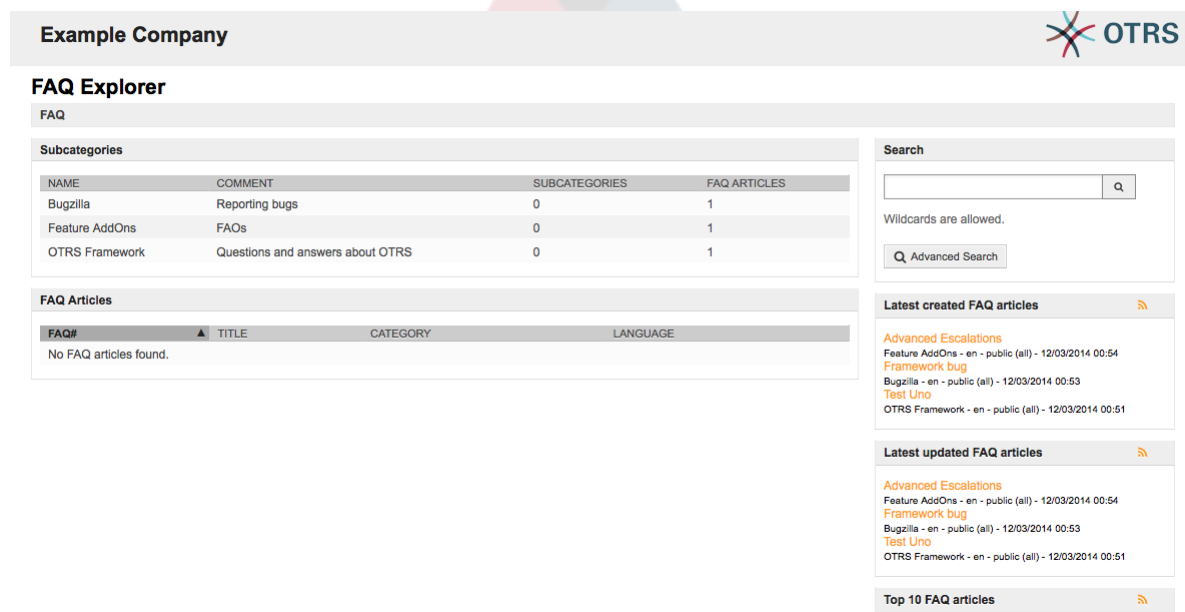 Example Company
OTRS
FAQ Explorer
FAQ
Subcategories
NAME COMMENT SUBCATEGORIES FAQ ARTICLES
Bugzilla Reporting bugs 0 1
Feature AddOns FAOs 0 1
OTRS Framework Questions and answers about OTRS 0 1
FAQ Articles
FAQ# ▲ TITLE CATEGORY LANGUAGE
No FAQ articles found.
Search
Wildcards are allowed.
Advanced Search
Latest created FAQ articles
Advanced Escalations
Feature AddOns - en - public (all) - 12/03/2014 00:54
Framework bug
Bugzilla - en - public (all) - 12/03/2014 00:53
Test Uno
OTRS Framework - en - public (all) - 12/03/2014 00:51
Latest updated FAQ articles
Advanced Escalations
Feature AddOns - en - public (all) - 12/03/2014 00:54
Framework bug
Bugzilla - en - public (all) - 12/03/2014 00:53
Test Uno
OTRS Framework - en - public (all) - 12/03/2014 00:51
Top 10 FAQ articles